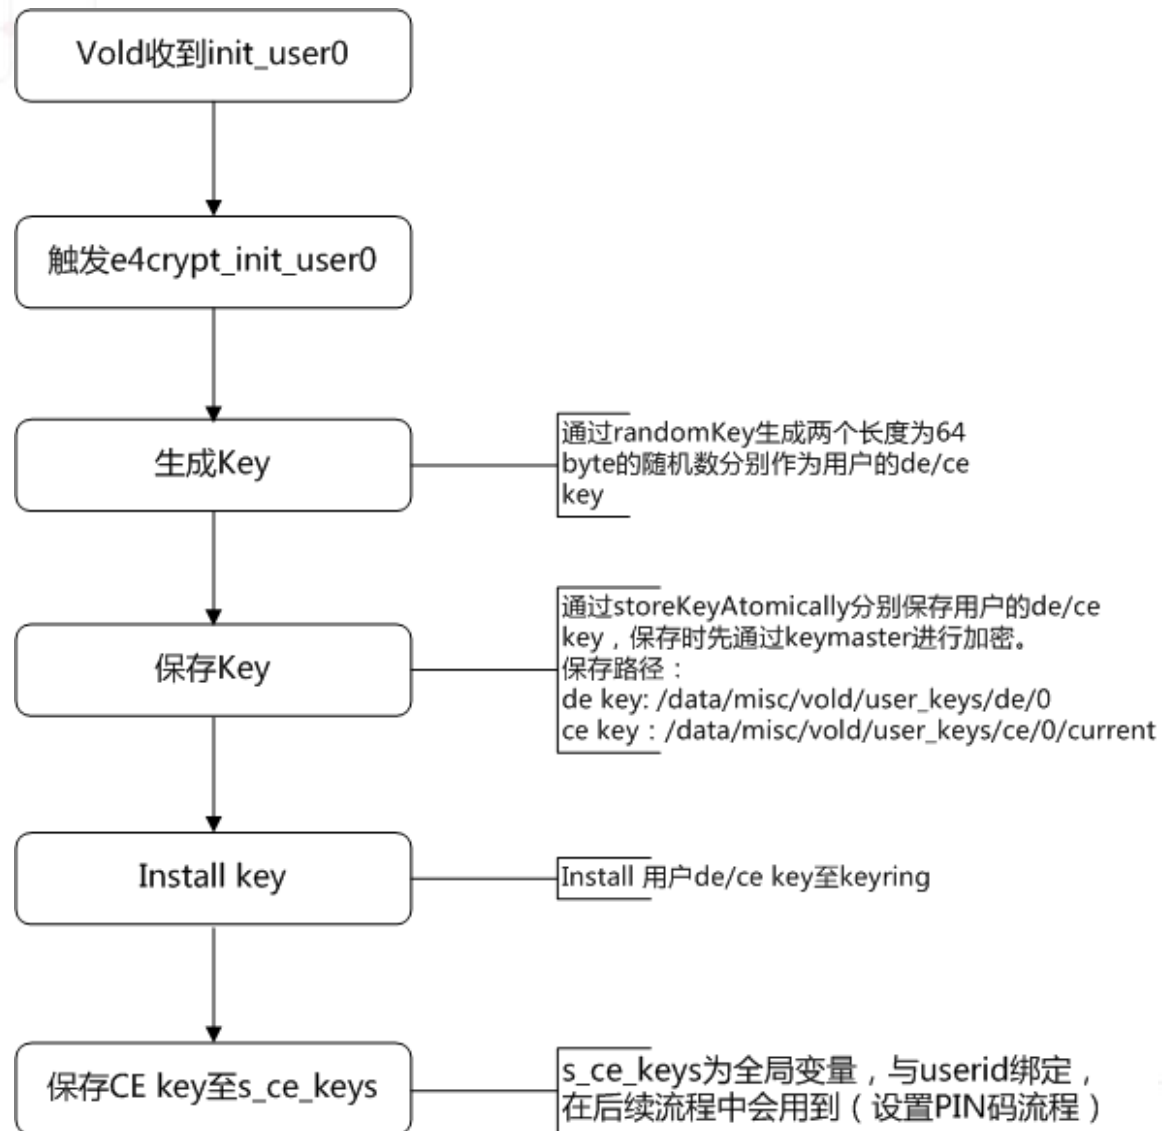 Vold收到init_user0
触发e4crypt_init_user0
生成Key
通过randomKey生成两个长度为64
byte的随机数分别作为用户的de/ce
key
保存Key
通过storeKeyAtomically分别保存用户的de/ce
key，保存时先通过keymaster进行加密。
保存路径：
de key: /data/misc/vold/user_keys/de/0
ce key：/data/misc/vold/user_keys/ce/0/current
Install key
Install 用户de/ce key至keyring
保存CE key至s_ce_keys
s_ce_keys为全局变量，与userid绑定，
在后续流程中会用到（设置PIN码流程）